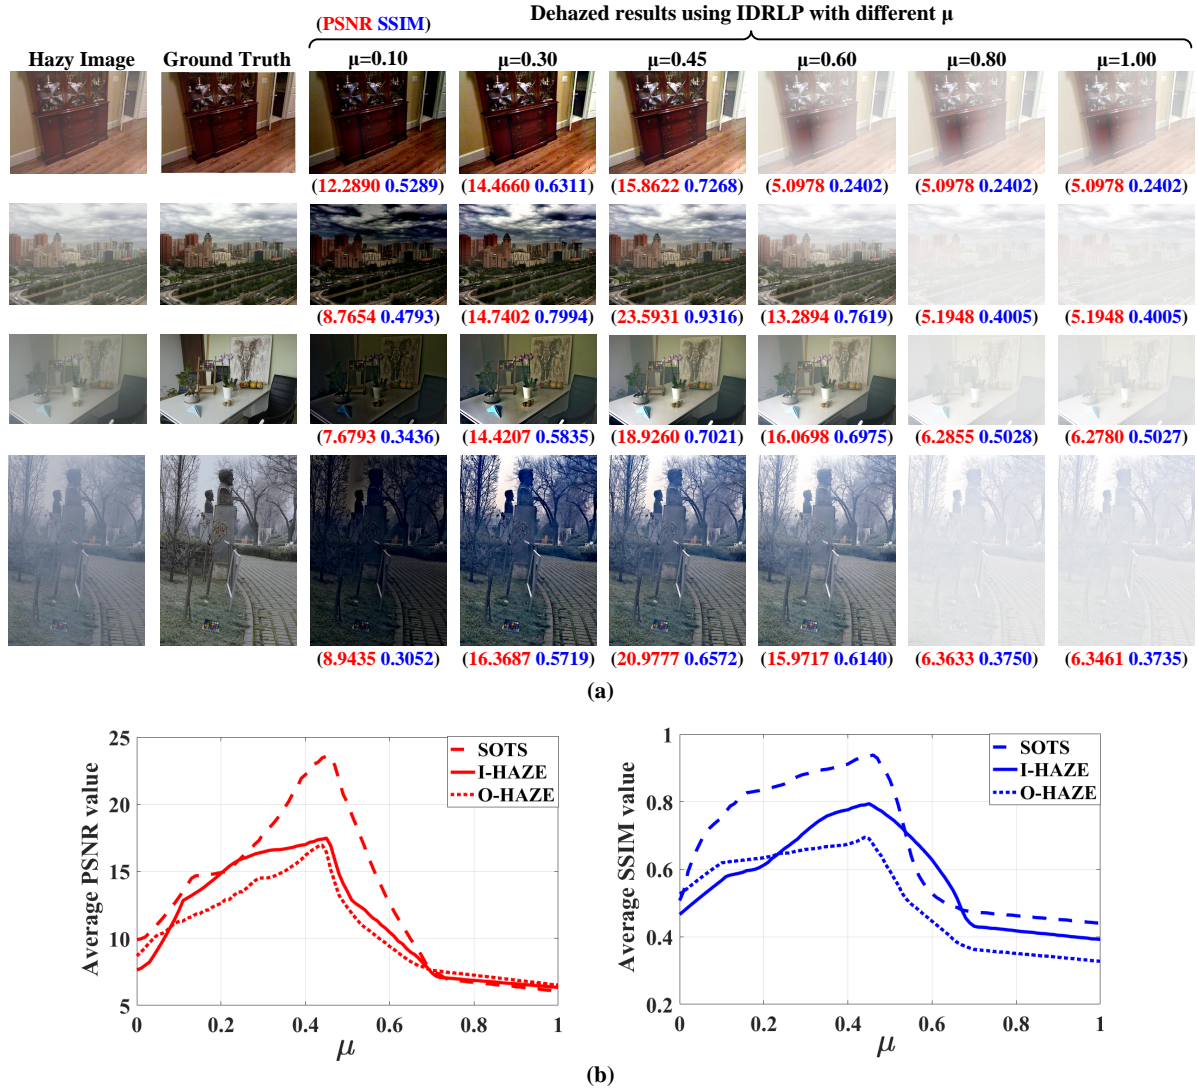 Dehazed results using IDRLP with different μ
(PSNR SSIM)
Hazy Image Ground Truth μ=0.10 μ=0.30 μ=0.45 μ=0.60 μ=0.80 μ=1.00
(12.2890 0.5289) (14.4660 0.6311) (15.8622 0.7268) (5.0978 0.2402) (5.0978 0.2402) (5.0978 0.2402)
(8.7654 0.4793) (14.7402 0.7994) (23.5931 0.9316) (13.2894 0.7619) (5.1948 0.4005) (5.1948 0.4005)
(7.6793 0.3436) (14.4207 0.5835) (18.9260 0.7021) (16.0698 0.6975) (6.2855 0.5028) (6.2780 0.5027)
(8.9435 0.3052) (16.3687 0.5719) (20.9777 0.6572) (15.9717 0.6140) (6.3633 0.3750) (6.3461 0.3735)
(a)
Average PSNR value
25
20
15
10
5
0 0.2 0.4 0.6 0.8 1
μ
SOTS
I-HAZE
O-HAZE
Average SSIM value
1
0.8
0.6
0.4
0.2
0 0.2 0.4 0.6 0.8 1
μ
SOTS
I-HAZE
O-HAZE
(b)